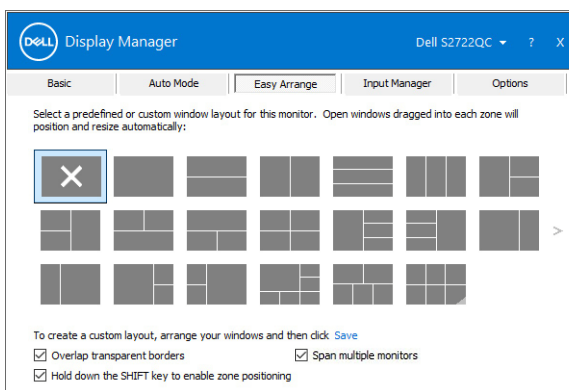 DELL Display Manager Dell S2722QC ? X
Basic Auto Mode Easy Arrange Input Manager Options
Select a predefined or custom window layout for this monitor. Open windows dragged into each zone will
position and resize automatically:
To create a custom layout, arrange your windows and then click Save
Overlap transparent borders Span multiple monitors
Hold down the SHIFT key to enable zone positioning